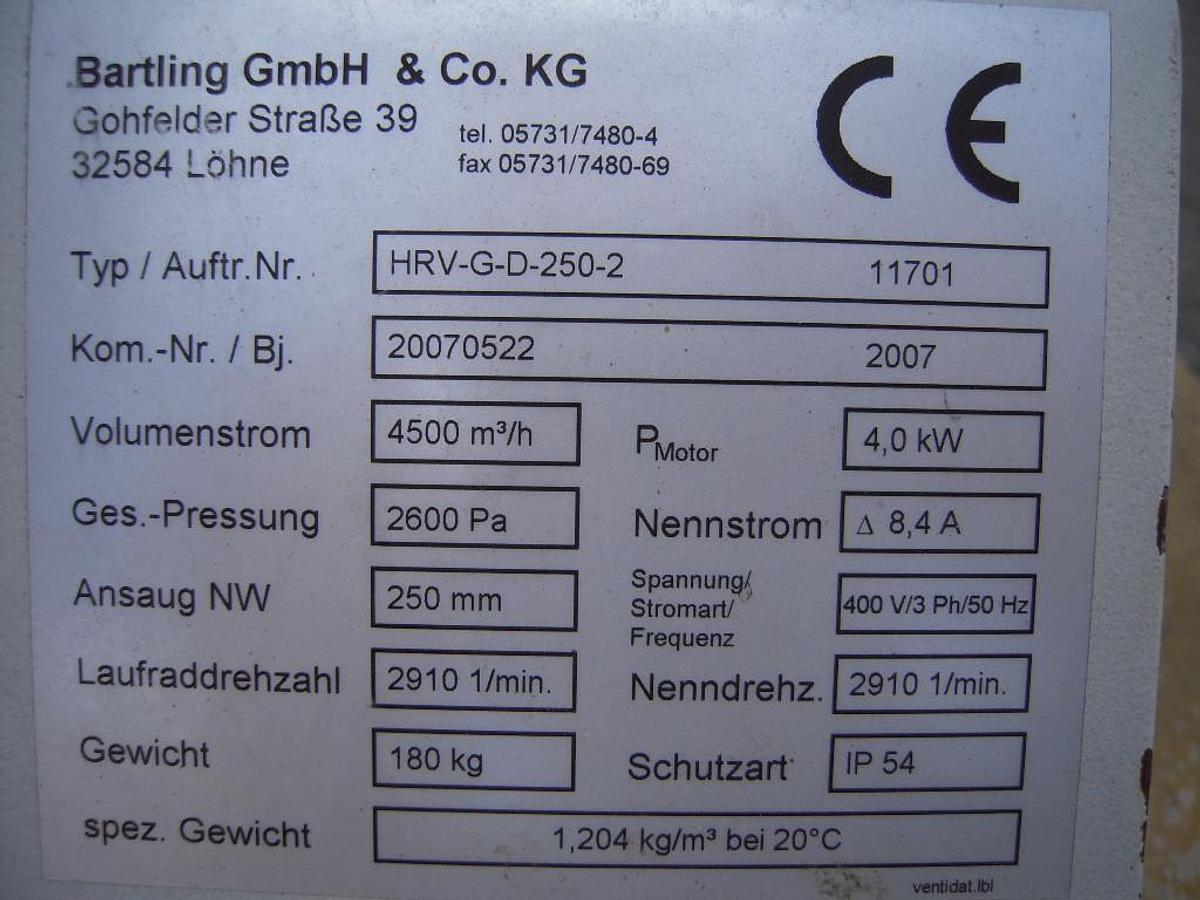 Bartling GmbH & Co. KG
Gohfelder Straße 39
32584 Löhne
tel. 05731/7480-4
fax 05731/7480-69
CE
Typ / Auftr.Nr. HRV-G-D-250-2 11701
Kom.-Nr. / Bj. 20070522 2007
Volumenstrom 4500 m³/h PMotor 4,0 kW
Ges.-Pressung 2600 Pa Nennstrom Δ 8,4 A
Ansaug NW 250 mm
Spannung/
Stromart/
Frequenz
400 V/3 Ph/50 Hz
Laufraddrehzahl 2910 1/min. Nenndrehz. 2910 1/min.
Gewicht 180 kg Schutzart IP 54
spez. Gewicht 1,204 kg/m³ bei 20°C
ventidat.lbl